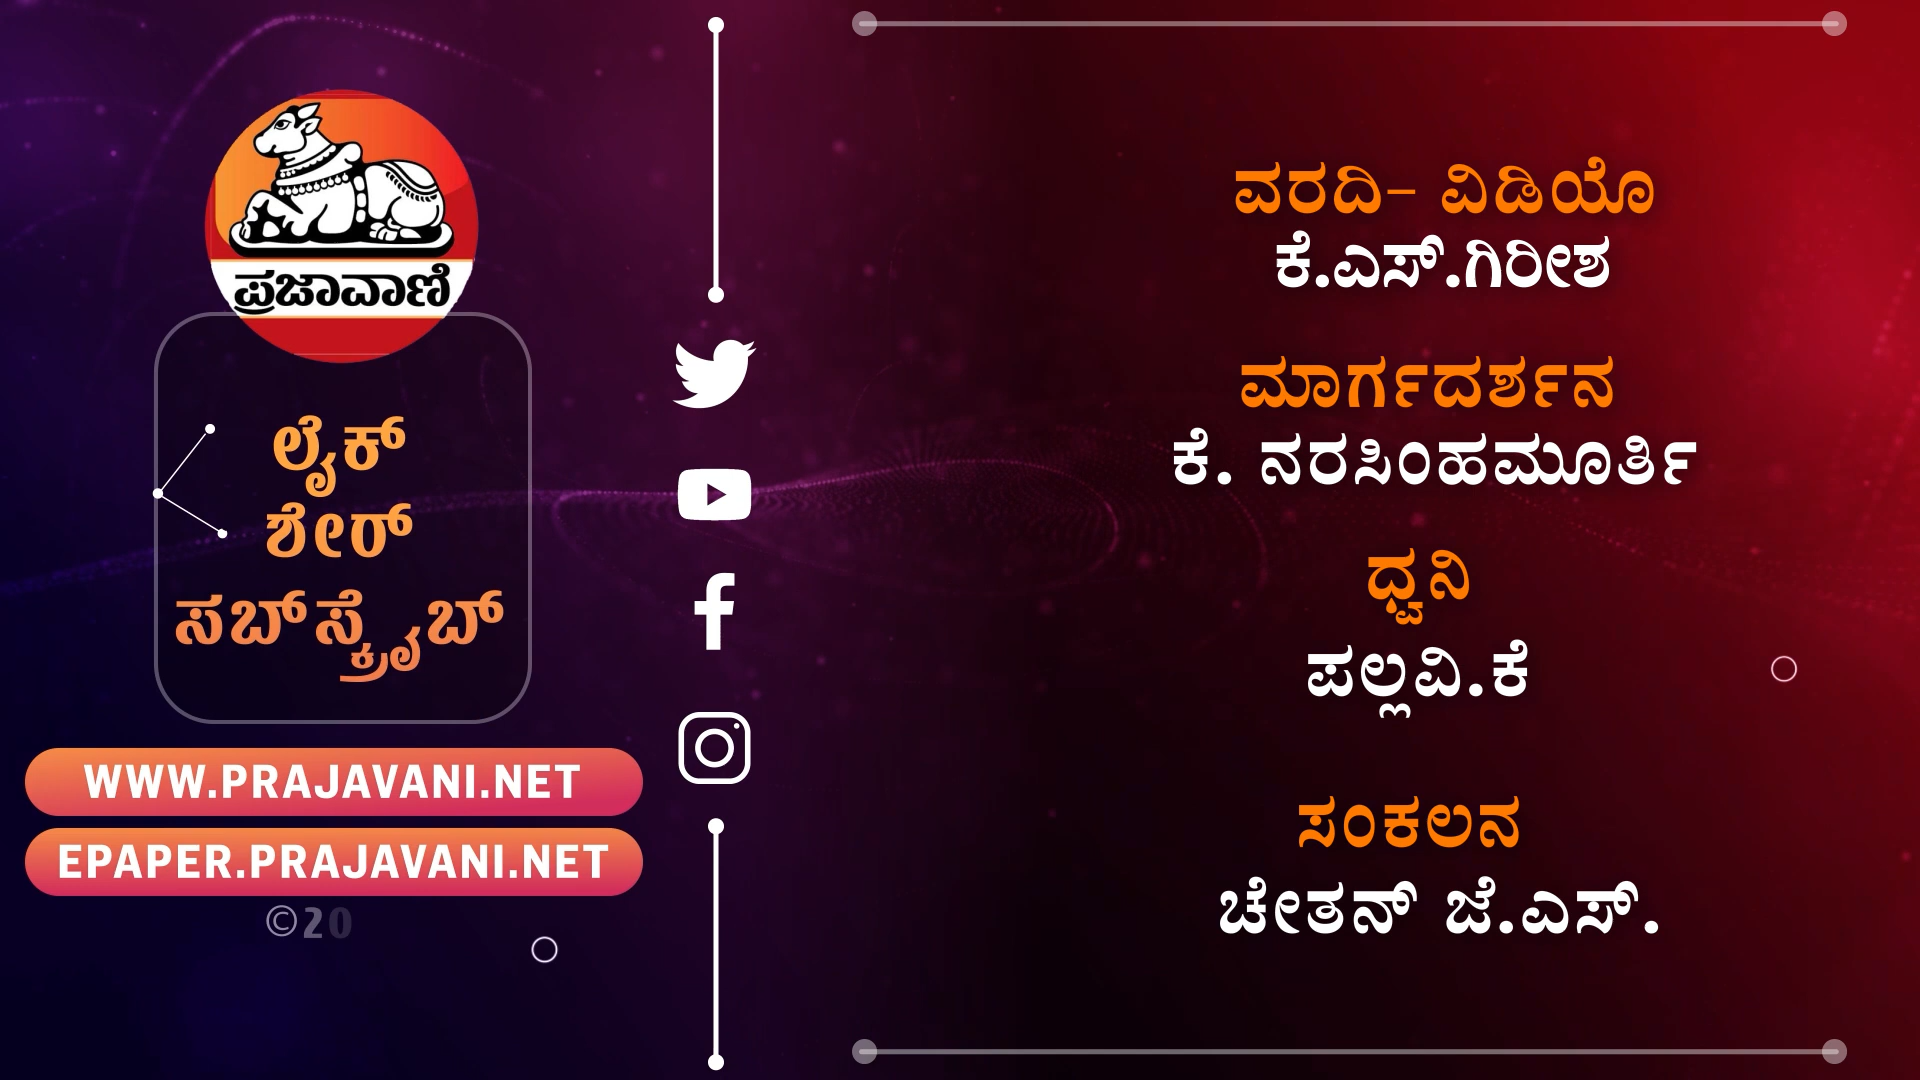 ಪ್ರಜಾವಾಣಿ
ಲೈಕ್
ಶೇರ್
ಸಬ್‌ಸ್ಕ್ರೈಬ್
WWW.PRAJAVANI.NET
EPAPER.PRAJAVANI.NET
©20
ವರದಿ- ವಿಡಿಯೊ
ಕೆ.ಎಸ್.ಗಿರೀಶ
ಮಾರ್ಗದರ್ಶನ
ಕೆ. ನರಸಿಂಹಮೂರ್ತಿ
ಧ್ವನಿ
ಪಲ್ಲವಿ.ಕೆ
ಸಂಕಲನ
ಚೇತನ್ ಜೆ.ಎಸ್.